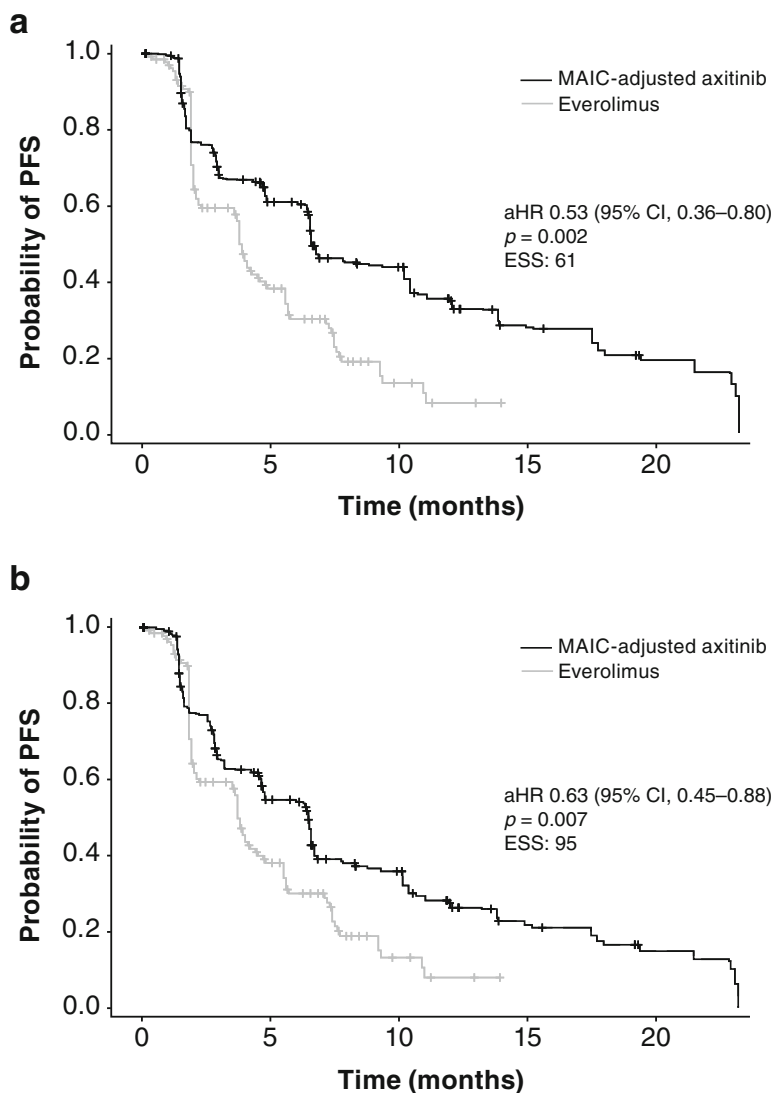 a
1.0
0.8
0.6
0.4
0.2
0.0
Probability of PFS
MAIC-adjusted axitinib
Everolimus
aHR 0.53 (95% CI, 0.36–0.80)
p = 0.002
ESS: 61
0 5 10 15 20
Time (months)
b
1.0
0.8
0.6
0.4
0.2
0.0
Probability of PFS
MAIC-adjusted axitinib
Everolimus
aHR 0.63 (95% CI, 0.45–0.88)
p = 0.007
ESS: 95
0 5 10 15 20
Time (months)